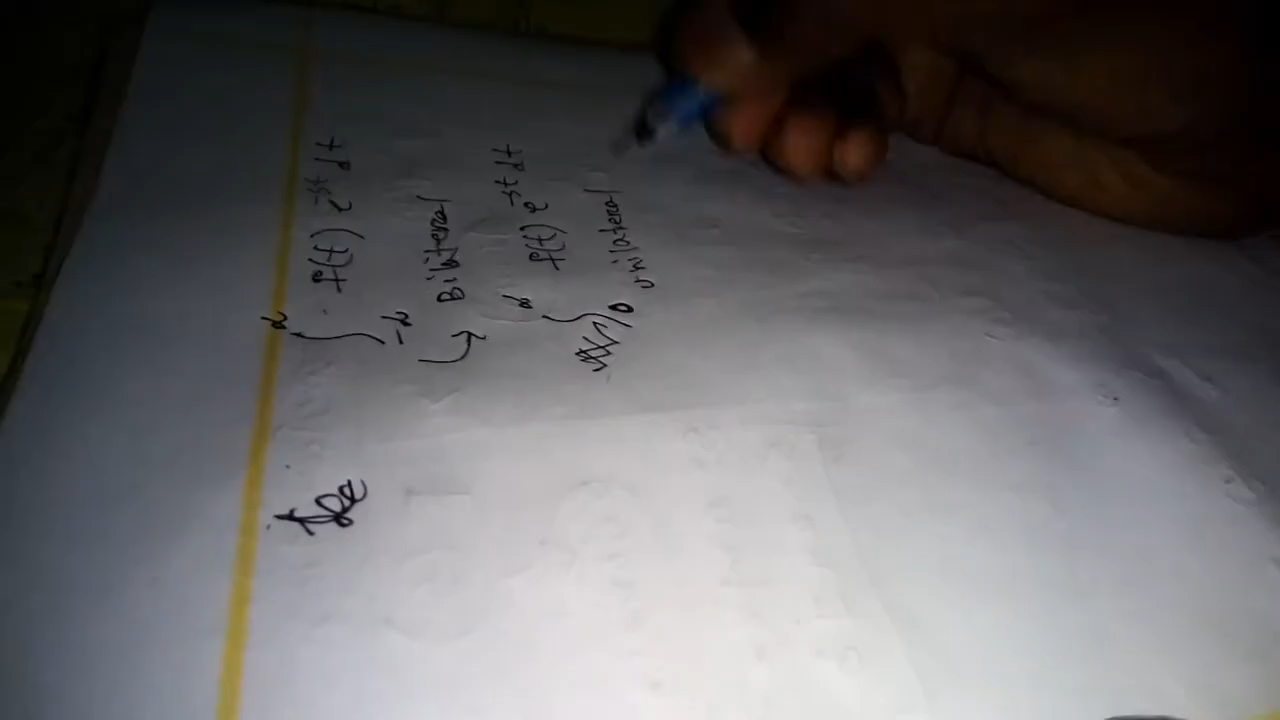 ∫_{-∞}^{∞} f(t) e^{-st} dt
↳ Bilateral
∫_{0}^{∞} f(t) e^{-st} dt
unilateral